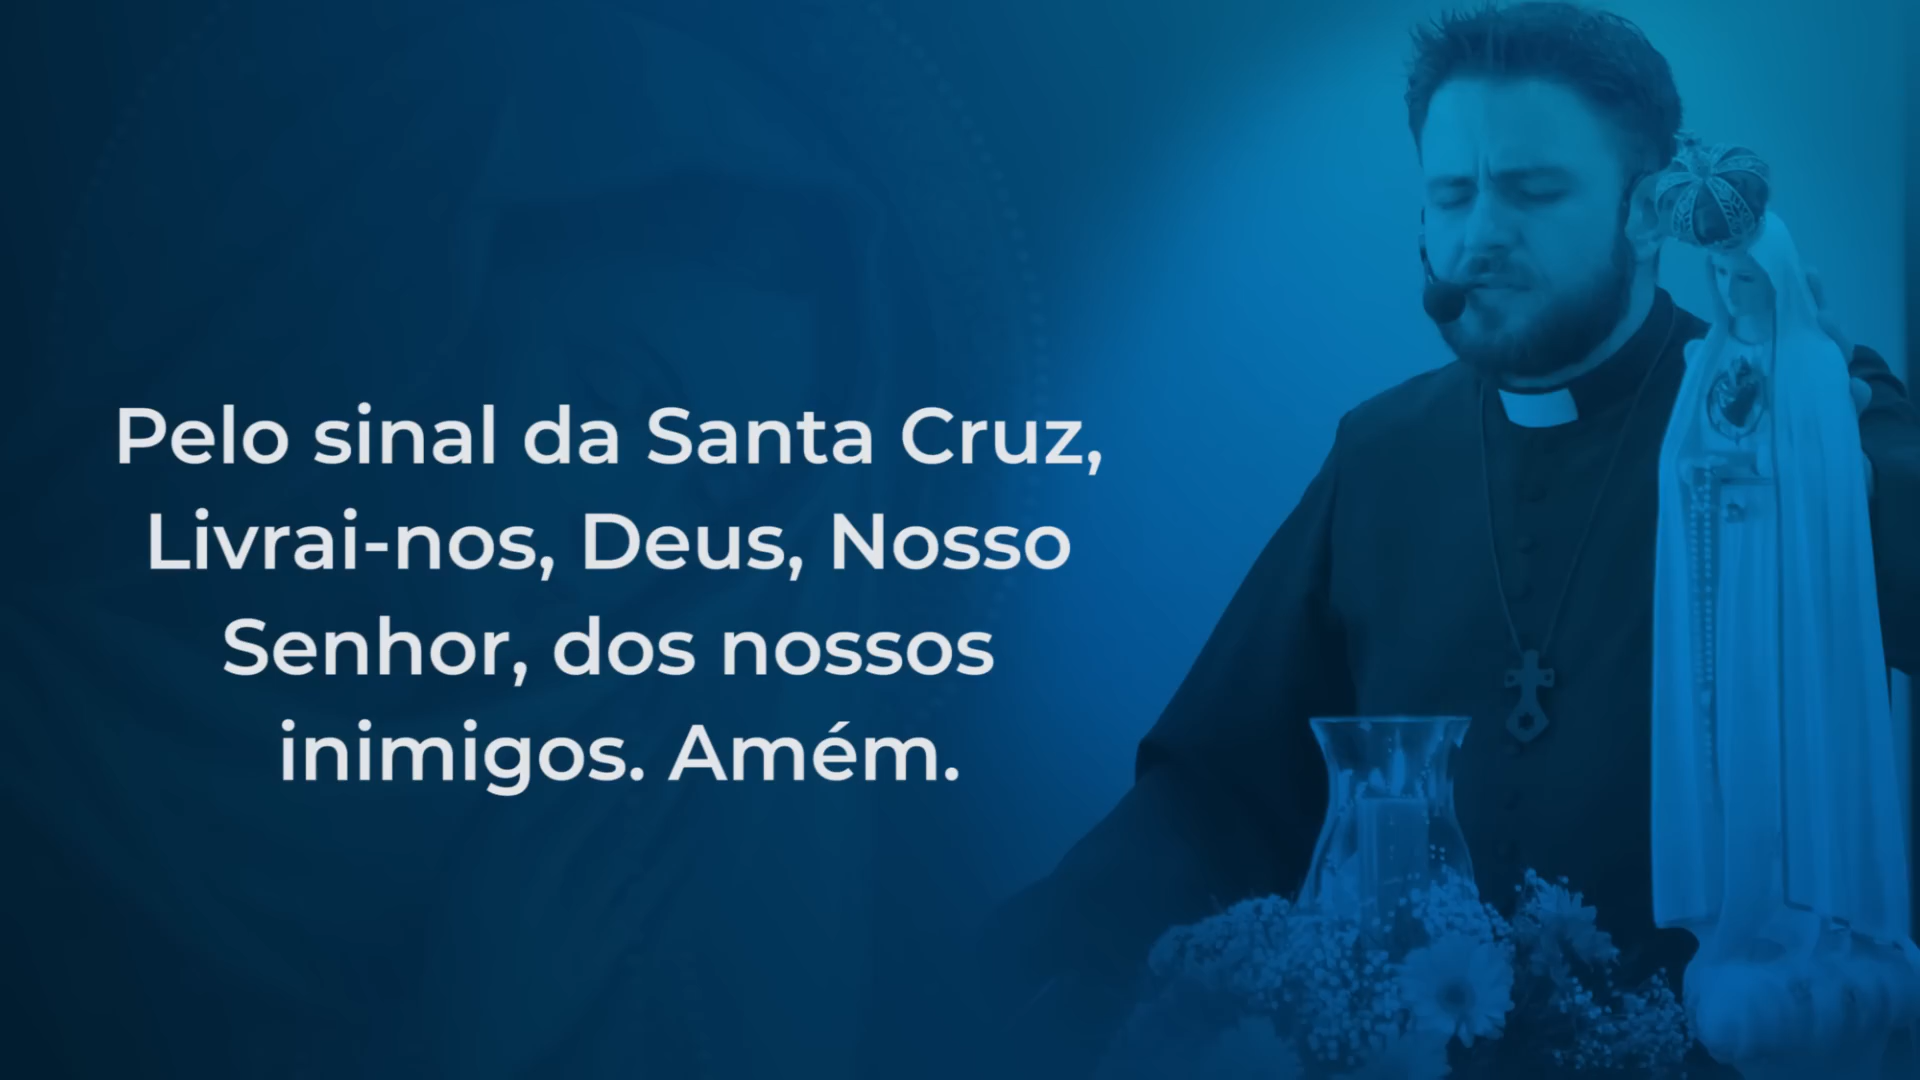 Pelo sinal da Santa Cruz,
Livrai-nos, Deus, Nosso
Senhor, dos nossos
inimigos. Amém.